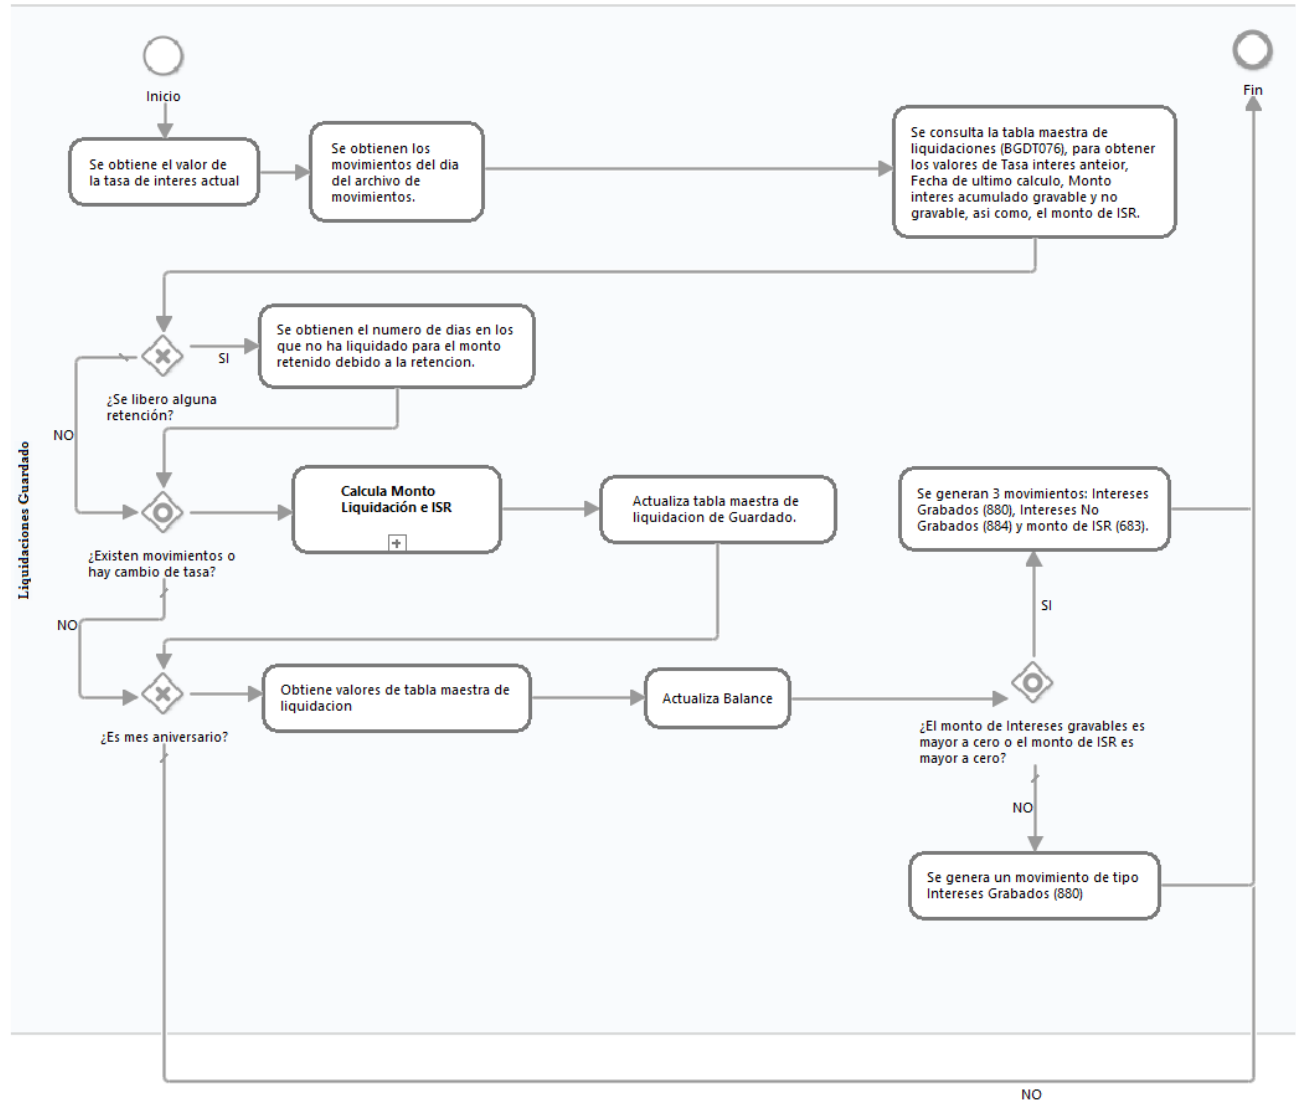 Inicio
Fin
Se obtiene el valor de
la tasa de interes actual
Se obtienen los
movimientos del dia
del archivo de
movimientos.
Se consulta la tabla maestra de
liquidaciones (BGDT076), para obtener
los valores de Tasa interes anteior,
Fecha de ultimo calculo, Monto
interes acumulado gravable y no
gravable, asi como, el monto de ISR.
SI
Se obtienen el numero de dias en los
que no ha liquidado para el monto
retenido debido a la retencion.
¿Se libero alguna
retención?
NO
Liquidaciones Guardado
Calcula Monto
Liquidación e ISR
Actualiza tabla maestra de
liquidacion de Guardado.
Se generan 3 movimientos: Intereses
Grabados (880), Intereses No
Grabados (884) y monto de ISR (683).
¿Existen movimientos o
hay cambio de tasa?
NO
SI
Obtiene valores de tabla maestra de
liquidacion
Actualiza Balance
¿Es mes aniversario?
¿El monto de Intereses gravables es
mayor a cero o el monto de ISR es
mayor a cero?
NO
Se genera un movimiento de tipo
Intereses Grabados (880)
NO